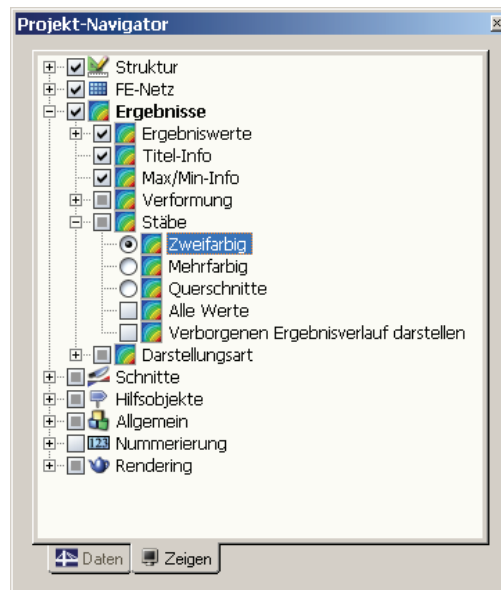 Projekt-Navigator
Struktur
FE-Netz
Ergebnisse
Ergebniswerte
Titel-Info
Max/Min-Info
Verformung
Stäbe
Zweifarbig
Mehrfarbig
Querschnitte
Alle Werte
Verborgenen Ergebnisverlauf darstellen
Darstellungsart
Schnitte
Hilfsobjekte
Allgemein
123 Nummerierung
Rendering
Daten Zeigen